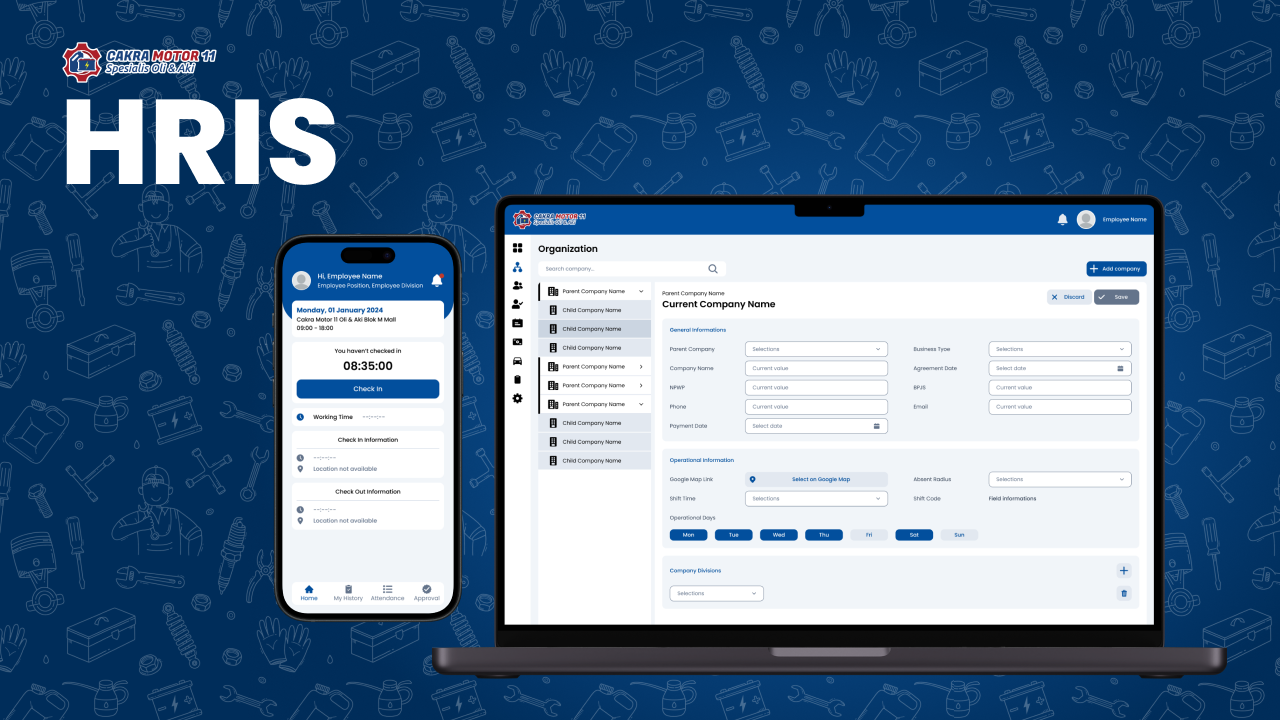 CAKRA MOTOR 11
Spesialis Oli & Aki
HRIS
Hi, Employee Name
Employee Position, Employee Division
Monday, 01 January 2024
Cakra Motor 11 Oli & Aki Blok M Mall
09:00 - 18:00
You haven't checked in
08:35:00
Check In
Working Time --:--:--
Check In Information
--:--:--
Location not available
Check Out Information
--:--:--
Location not available
Home My History Attendance Approval
CAKRA MOTOR 11
Spesialis Oli & Aki
Employee Name
Organization
Search company...
Add company
Parent Company Name
Child Company Name
Child Company Name
Child Company Name
Parent Company Name
Parent Company Name
Parent Company Name
Child Company Name
Child Company Name
Child Company Name
Parent Company Name
Current Company Name
Discard Save
General Informations
Parent Company Selections Business Type Selections
Company Name Current value Agreement Date Select date
NPWP Current value BPJS Current value
Phone Current value Email Current value
Payment Date Select date
Operational Information
Google Map Link Select on Google Map Absent Radius Selections
Shift Time Selections Shift Code Field informations
Operational Days
Mon Tue Wed Thu Fri Sat Sun
Company Divisions
Selections